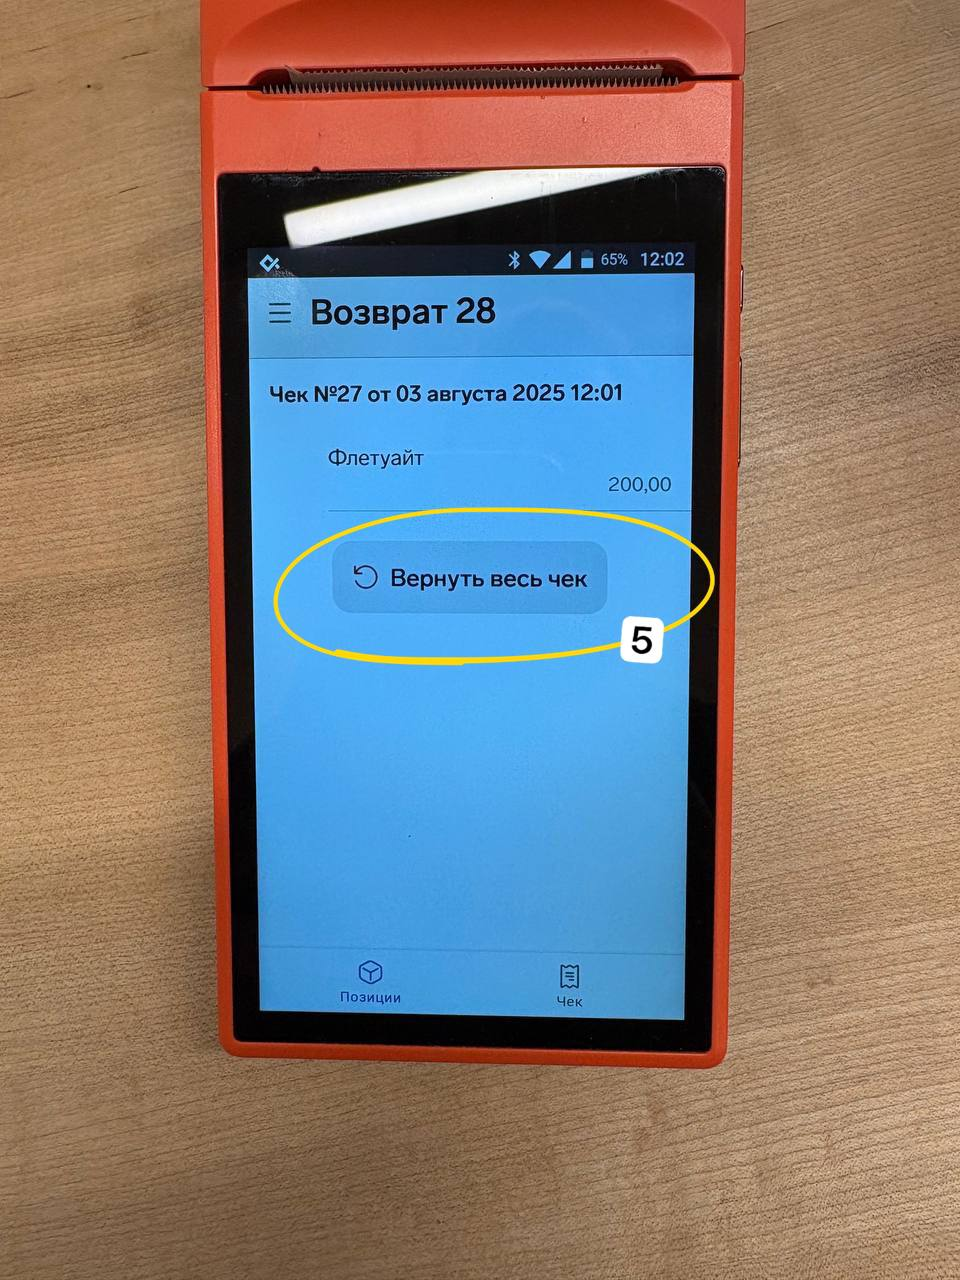 65% 12:02
Возврат 28
Чек №27 от 03 августа 2025 12:01
Флетуайт
200,00
Вернуть весь чек
5
Позиции
Чек